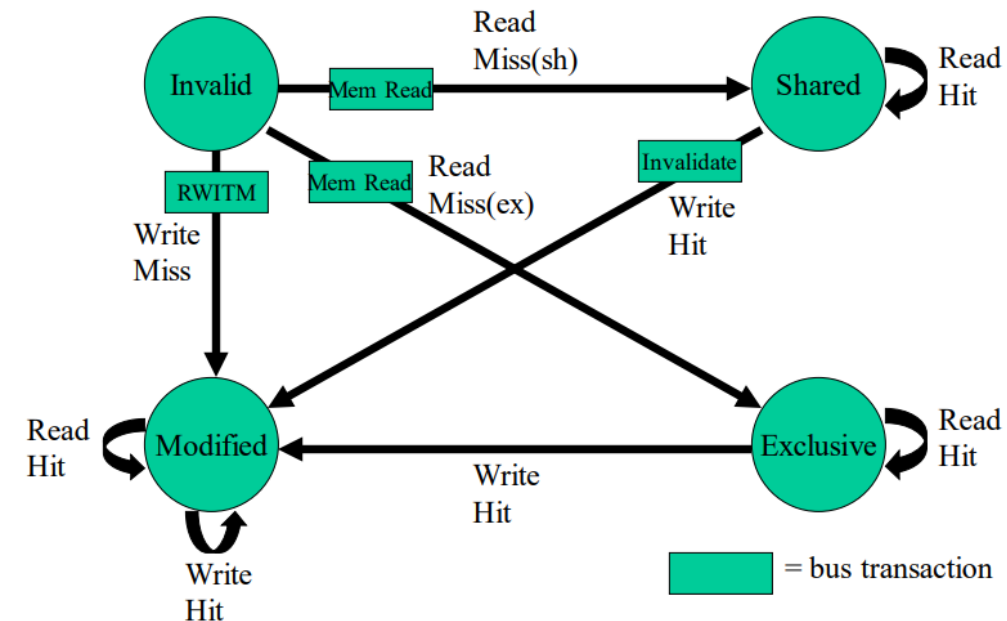 Read
Miss(sh)
Invalid
Mem Read
Shared
Read
Hit
RWITM
Mem Read
Read
Miss(ex)
Invalidate
Write
Miss
Write
Hit
Read
Hit
Modified
Write
Hit
Exclusive
Read
Hit
Write
Hit
= bus transaction